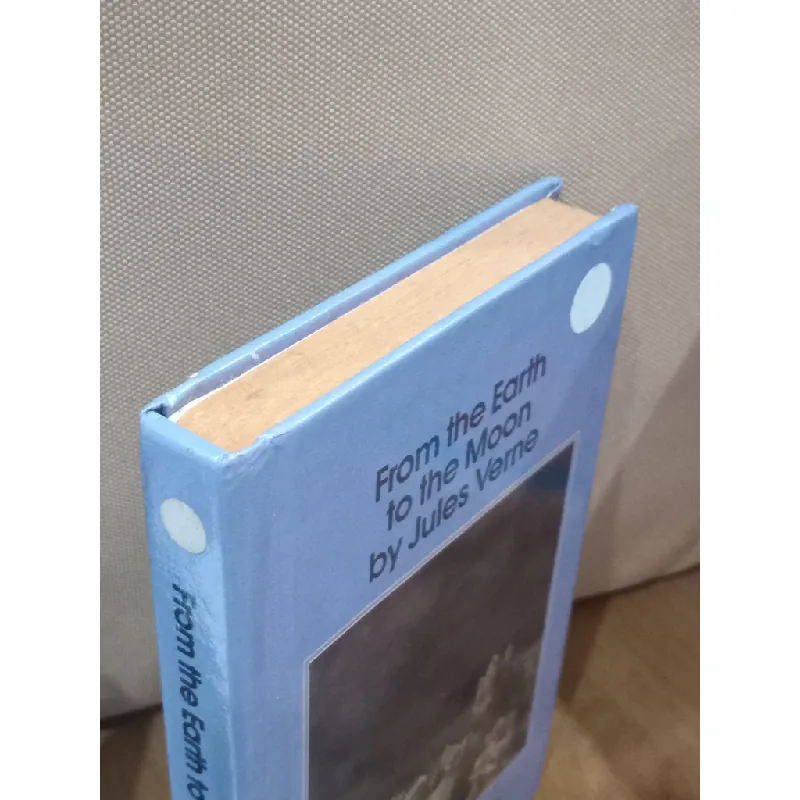 From the Earth
to the Moon
by Jules Verne
From the Earth to